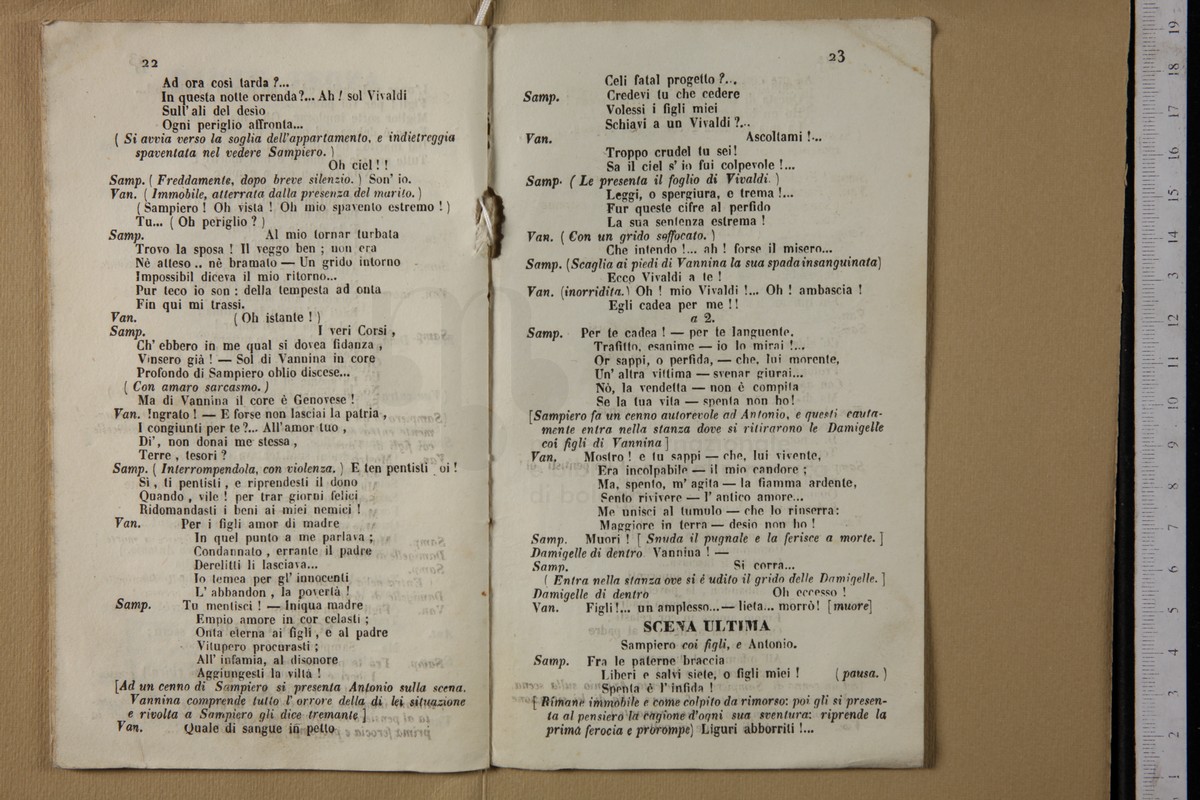 22
Ad ora così tarda ?...
In questa notte orrenda?... Ah ! sol Vivaldi
Sull' ali del desio
Ogni periglio affronta...
( Si avvia verso la soglia dell'appartamento, e indietreggia
spaventata nel vedere Sampiero. )
Oh ciel ! !
Samp. ( Freddamente, dopo breve silenzio. ) Son' io.
Van. ( Immobile, atterrata dalla presenza del marito. )
( Sampiero ! Oh vista ! Oh mio spavento estremo ! )
Tu... ( Oh periglio ? )
Samp. Al mio tornar turbata
Trovo la sposa ! Il veggo ben ; non era
Nè atteso .. nè bramato — Un grido intorno
Impossibil diceva il mio ritorno...
Pur teco io son : della tempesta ad onta
Fin qui mi trassi.
Van. ( Oh istante ! )
Samp. I veri Corsi ,
Ch' ebbero in me qual si dovea fidanza ,
Vinsero già ! — Sol di Vannina in core
Profondo di Sampiero oblio discese...
( Con amaro sarcasmo. )
Ma di Vannina il core è Genovese !
Van. Ingrato ! — E forse non lasciai la patria ,
I congiunti per te ?... All' amor tuo ,
Di', non donai me stessa ,
Terre , tesori ?
Samp. ( Interrompendola, con violenza. ) E ten pentisti oi !
Sì , ti pentisti , e riprendesti il dono
Quando , vile ! per trar giorni felici
Ridomandasti i beni ai miei nemici !
Van. Per i figli amor di madre
In quel punto a me parlava ;
Condannato , errante il padre
Derelitti li lasciava...
Io temea per gl' innocenti
L' abbandon , la povertà !
Samp. Tu mentisci ! — Iniqua madre
Empio amore in cor celasti ;
Onta eterna ai figli , e al padre
Vitupero procurasti ;
All' infamia, al disonore
Aggiungesti la viltà !
[Ad un cenno di Sampiero si presenta Antonio sulla scena.
Vannina comprende tutto l' orrore della di lei situazione
e rivolta a Sampiero gli dice tremante ]
Van. Quale di sangue in petto
23
Celi fatal progetto ?...
Samp. Credevi tu che cedere
Volessi i figli miei
Schiavi a un Vivaldi ?...
Van. Ascoltami !...
Troppo crudel tu sei !
Sa il ciel s' io fui colpevole !...
Samp. ( Le presenta il foglio di Vivaldi )
Leggi, o spergiura, e trema !...
Fur queste cifre al perfido
La sua sentenza estrema !
Van. ( Con un grido soffocato. )
Che intendo !... ah ! forse il misero...
Samp. (Scaglia ai piedi di Vannina la sua spada insanguinata)
Ecco Vivaldi a te !
Van. (inorridita.) Oh ! mio Vivaldi !... Oh ! ambascia !
Egli cadea per me ! !
a 2.
Samp. Per te cadea ! — per te languente,
Trafitto, esanime — io lo mirai !...
Or sappi, o perfida, — che, lui morente,
Un' altra vittima — svenar giurai...
Nò, la vendetta — non è compita
Se la tua vita — spenta non ho!
[Sampiero fa un cenno autorevole ad Antonio, e questi cauta-
mente entra nella stanza dove si ritirarono le Damigelle
coi figli di Vannina ]
Van. Mostro ! e tu sappi — che, lui vivente,
Era incolpabile — il mio candore ;
Ma, spento, m' agita — la fiamma ardente,
Sento rivivere — l' antico amore...
Me unisci al tumulo — che lo rinserra:
Maggiore in terra — desio non ho !
Samp. Muori ! [ Snuda il pugnale e la ferisce a morte. ]
Damigelle di dentro Vannina ! —
Samp. Si corra...
( Entra nella stanza ove si è udito il grido delle Damigelle. ]
Damigelle di dentro Oh eccesso !
Van. Figli !... un amplesso... — lieta... morrò! [muore]
SCENA ULTIMA
Sampiero coi figli, e Antonio.
Samp. Fra le paterne braccia
Liberi e salvi siete, o figli miei ! (pausa. )
Spenta è l' infida !
[ Rimane immobile e come colpito da rimorso: poi gli si presen-
ta al pensiero la cagione d'ogni sua sventura: riprende la
prima ferocia e prorompe) Liguri abborriti !...